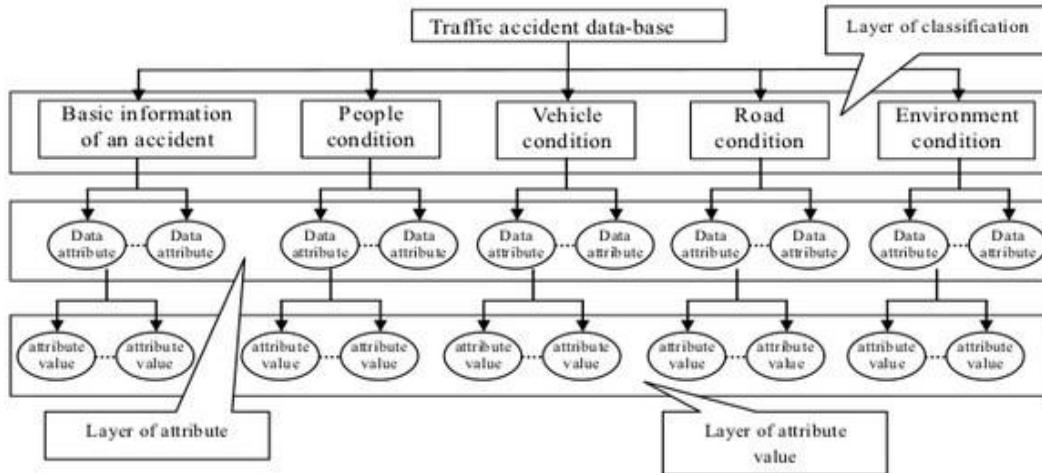 Traffic accident data-base
Layer of classification
Basic information
of an accident
People
condition
Vehicle
condition
Road
condition
Environment
condition
Data
attribute
Data
attribute
Data
attribute
Data
attribute
Data
attribute
Data
attribute
Data
attribute
Data
attribute
Data
attribute
Data
attribute
attribute
value
attribute
value
attribute
value
attribute
value
attribute
value
attribute
value
attribute
value
attribute
value
attribute
value
attribute
value
Layer of attribute
Layer of attribute
value